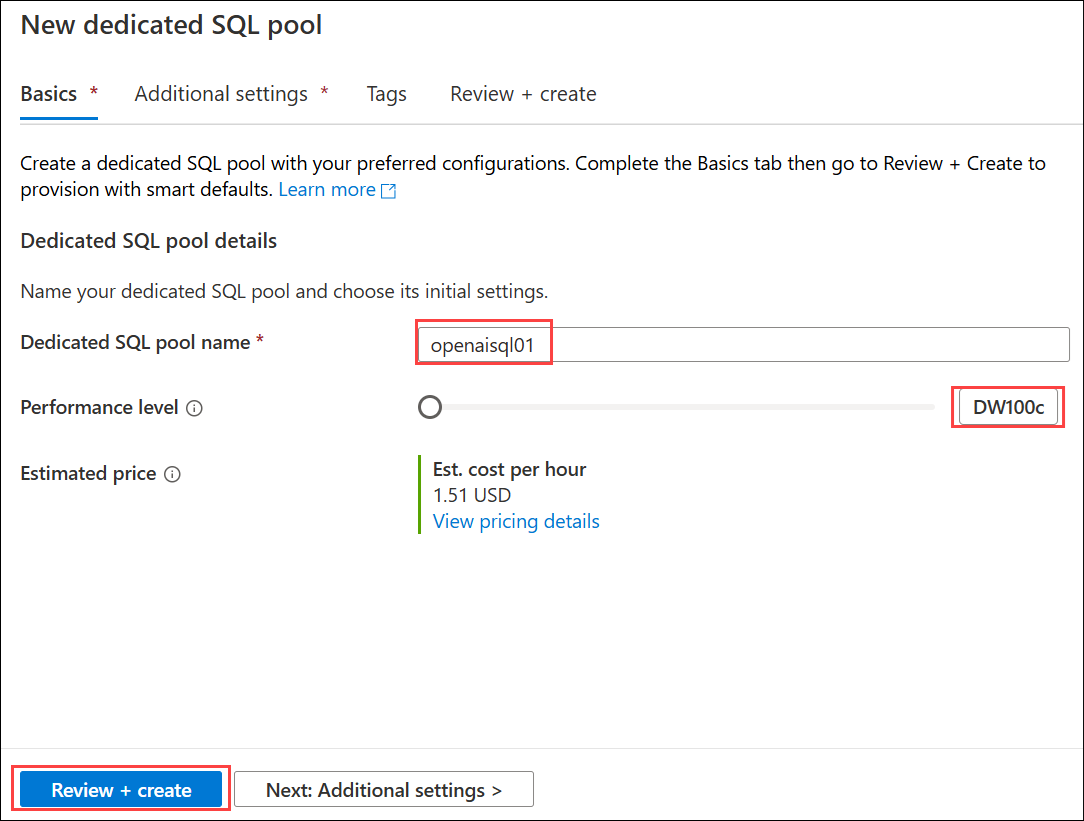 New dedicated SQL pool
Basics * Additional settings * Tags Review + create
Create a dedicated SQL pool with your preferred configurations. Complete the Basics tab then go to Review + Create to
provision with smart defaults. Learn more
Dedicated SQL pool details
Name your dedicated SQL pool and choose its initial settings.
Dedicated SQL pool name * openaisql01
Performance level DW100c
Estimated price Est. cost per hour
1.51 USD
View pricing details
Review + create Next: Additional settings >